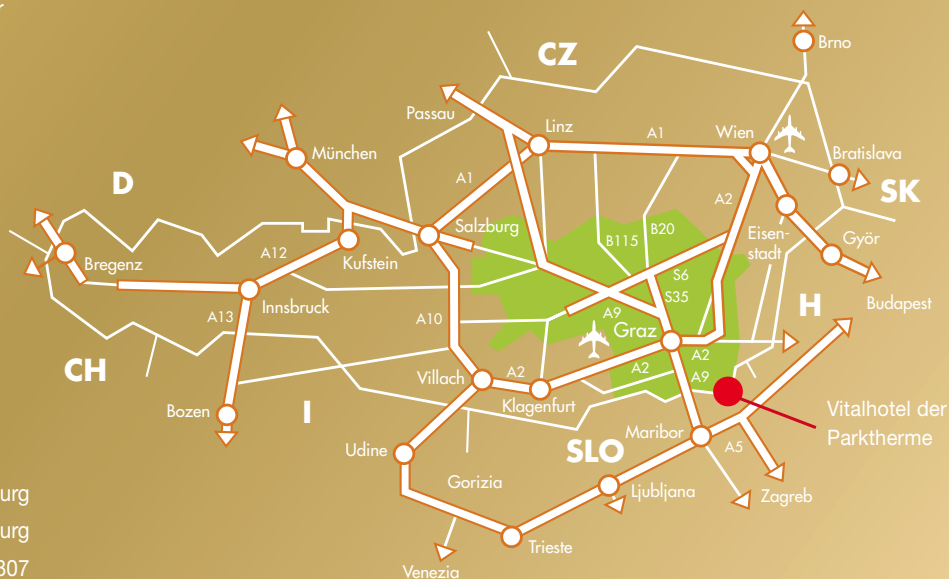 Brno
CZ
Passau
Linz
A1
Wien
München
Bratislava
A1
D
A2
SK
Salzburg
B20
B115
Eisen-
stadt
Györ
A12
Kufstein
Bregenz
S6
S35
Budapest
Innsbruck
H
A9
A13
A10
Graz
A2
CH
Villach
A2
A2
A9
Klagenfurt
Bozen
I
Vitalhotel der
Parktherme
Maribor
A5
Udine
SLO
Gorizia
Ljubljana
Zagreb
urg
urg
Trieste
307
Venezia